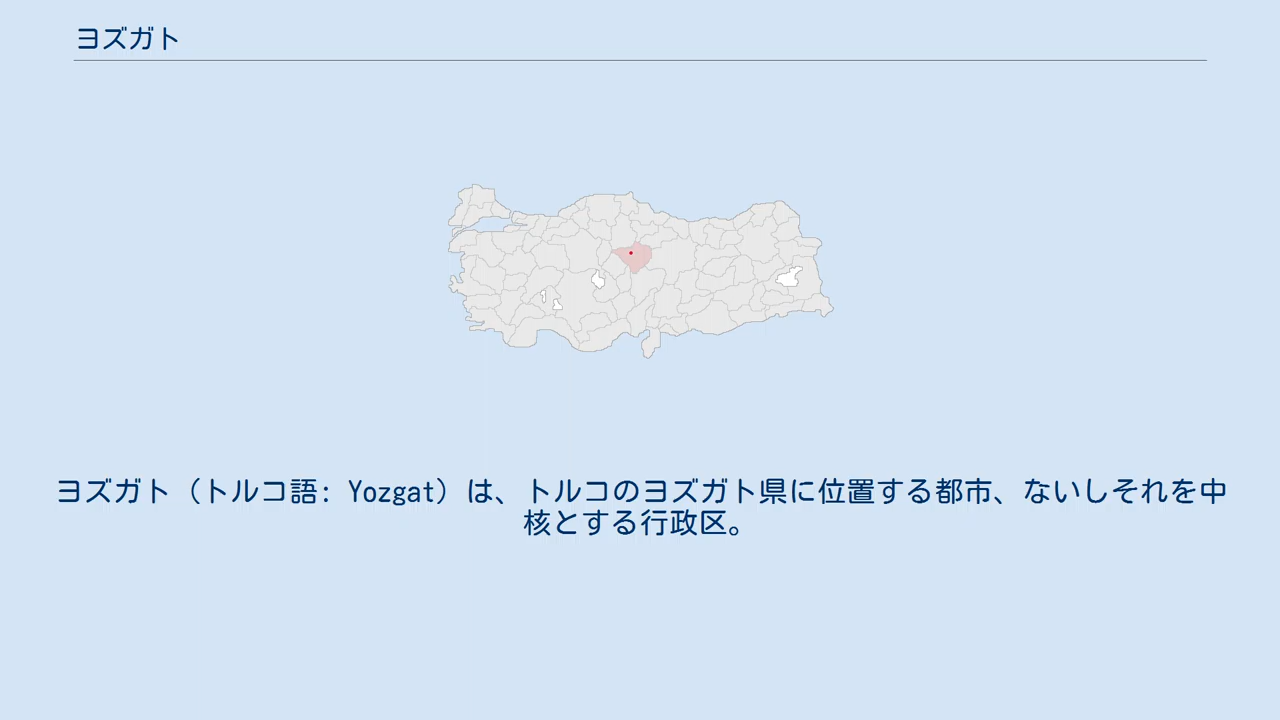 ヨズガト
ヨズガト（トルコ語: Yozgat）は、トルコのヨズガト県に位置する都市、ないしそれを中
核とする行政区。